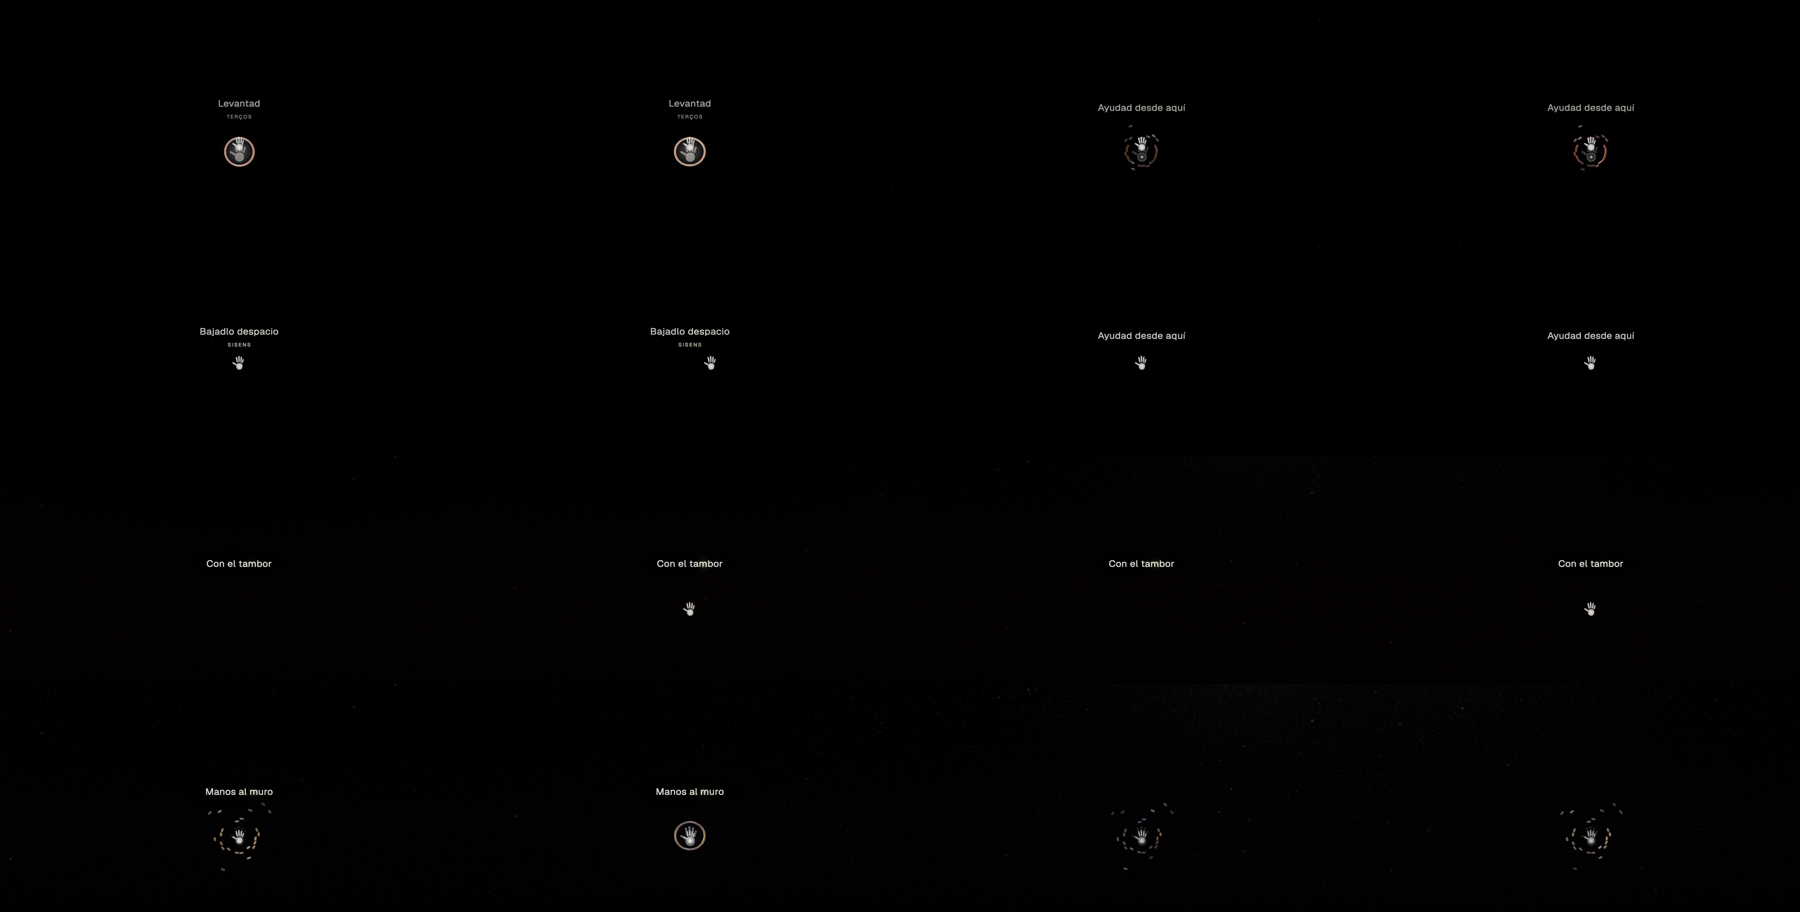 Levantad
TERÇOS
Levantad
TERÇOS
Ayudad desde aquí
Ayudad desde aquí
Bajadlo despacio
SISENS
Bajadlo despacio
SISENS
Ayudad desde aquí
Ayudad desde aquí
Con el tambor
Con el tambor
Con el tambor
Con el tambor
Manos al muro
Manos al muro